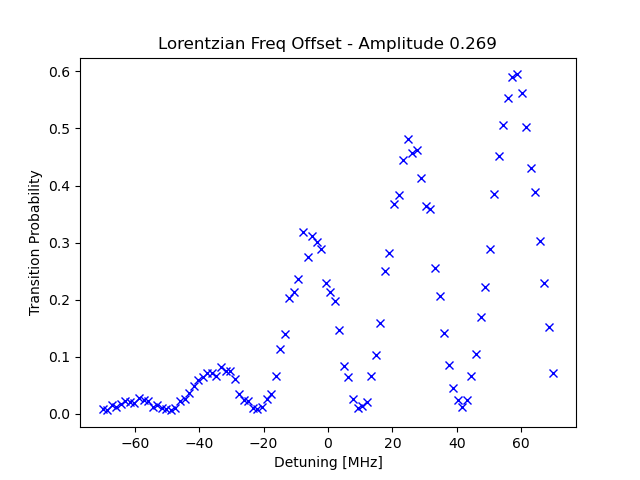 Lorentzian Freq Offset - Amplitude 0.269
0.6
0.5
0.4
0.3
0.2
0.1
0.0
Transition Probability
−60 −40 −20 0 20 40 60
Detuning [MHz]